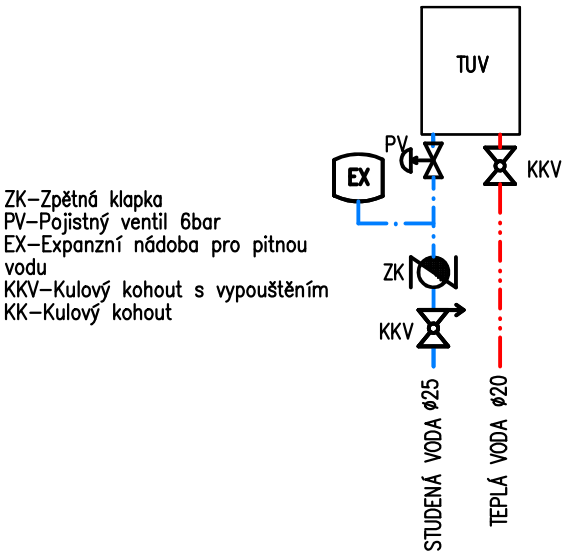 TUV
PV
KKV
EX
ZK–Zpětná klapka
PV–Pojistný ventil 6bar
EX–Expanzní nádoba pro pitnou
vodu
KKV–Kulový kohout s vypouštěním
KK–Kulový kohout
ZK
KKV
STUDENÁ VODA ø25
TEPLÁ VODA ø20